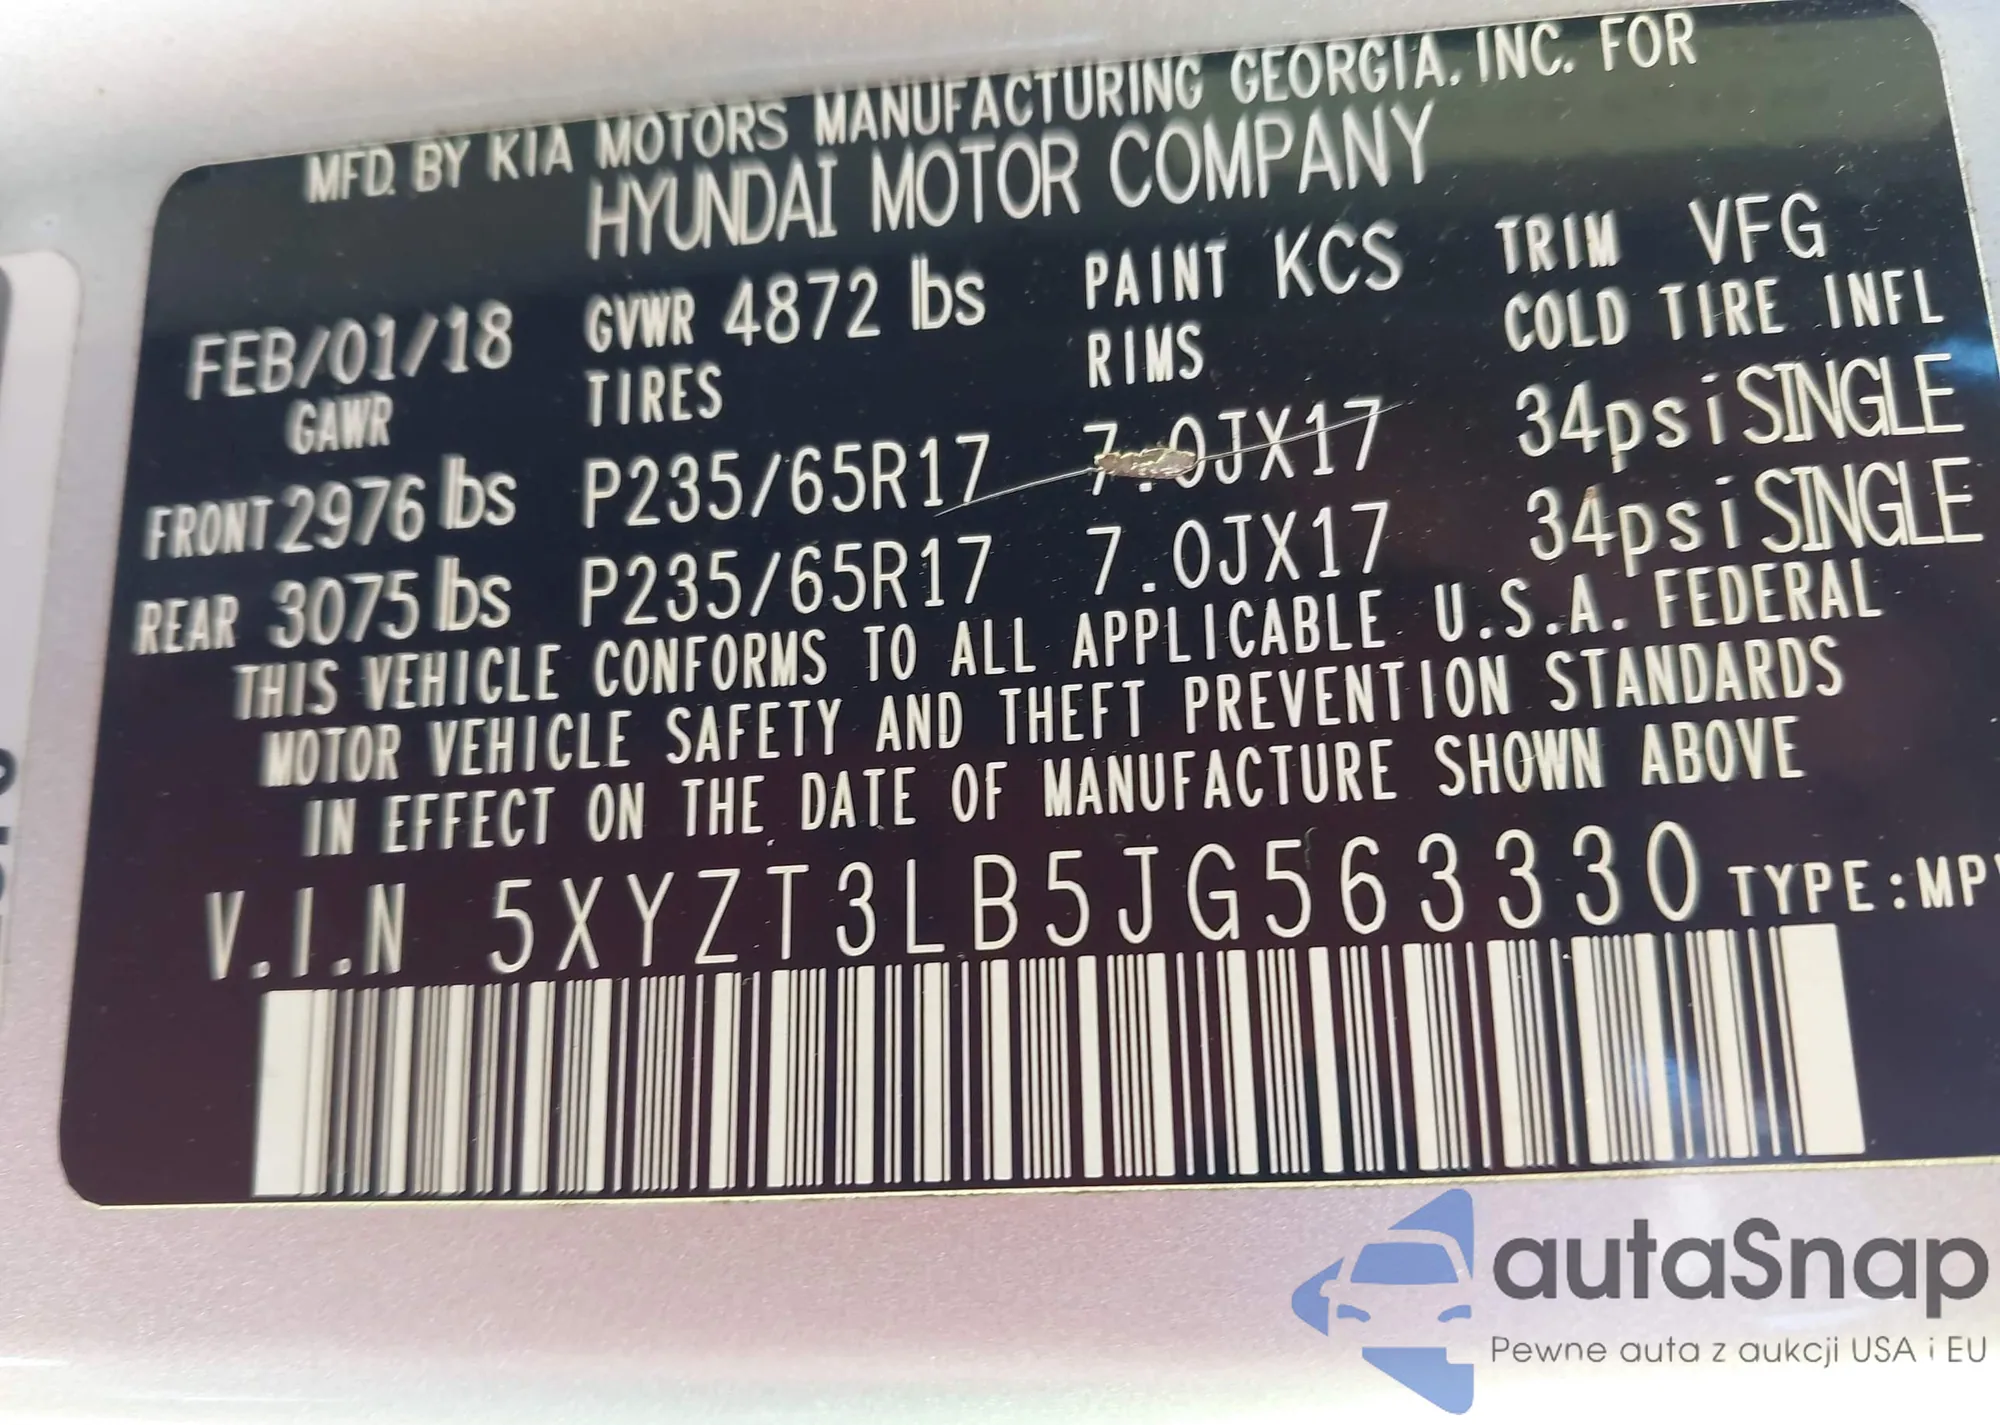 MFD. BY KIA MOTORS MANUFACTURING GEORGIA. INC. FOR
HYUNDAI MOTOR COMPANY
FEB/01/18 GVWR 4872 lbs PAINT KCS TRIM VFG
GAWR TIRES RIMS COLD TIRE INFL
FRONT 2976 lbs P235/65R17 7.0JX17 34psi SINGLE
REAR 3075 lbs P235/65R17 7.0JX17 34psi SINGLE
THIS VEHICLE CONFORMS TO ALL APPLICABLE U.S.A. FEDERAL
MOTOR VEHICLE SAFETY AND THEFT PREVENTION STANDARDS
IN EFFECT ON THE DATE OF MANUFACTURE SHOWN ABOVE
V.I.N 5XYZT3LB5JG563330 TYPE:MPV
autaSnap
Pewne auta z aukcji USA i EU